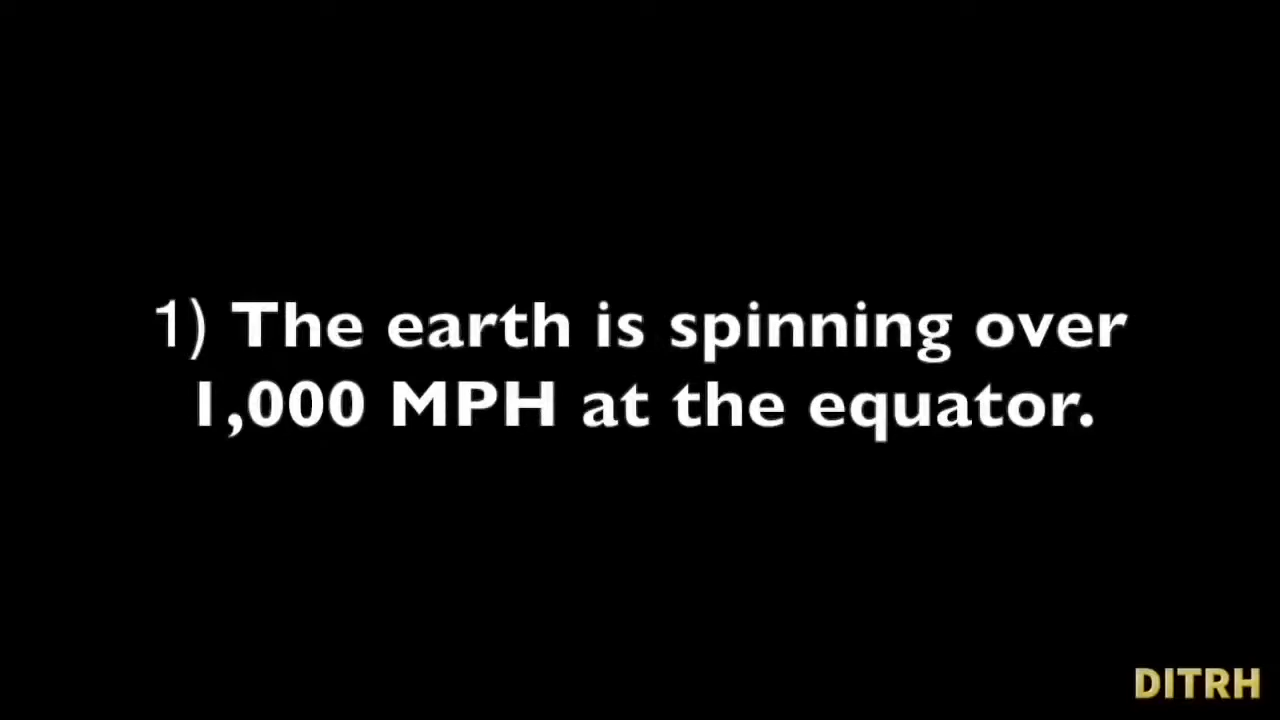 1) The earth is spinning over
1,000 MPH at the equator.
DITRH